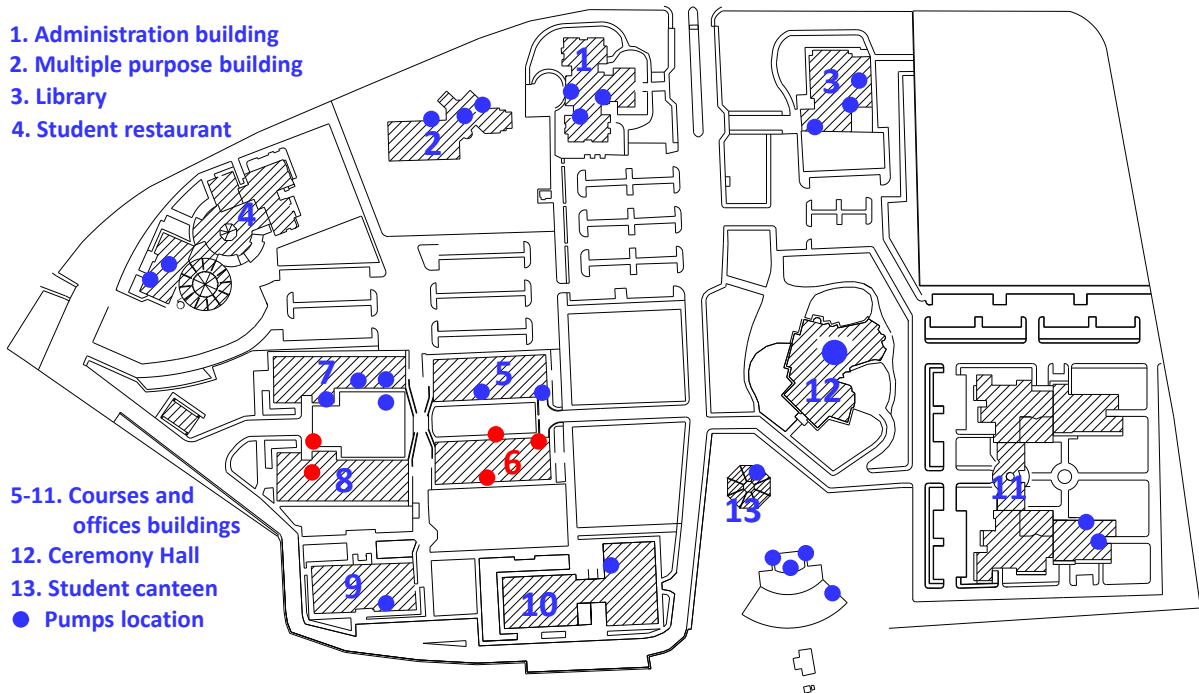 1. Administration building
2. Multiple purpose building
3. Library
4. Student restaurant
1
2
3
4
7
5
12
6
8
11
13
9
10
5-11. Courses and
offices buildings
12. Ceremony Hall
13. Student canteen
Pumps location